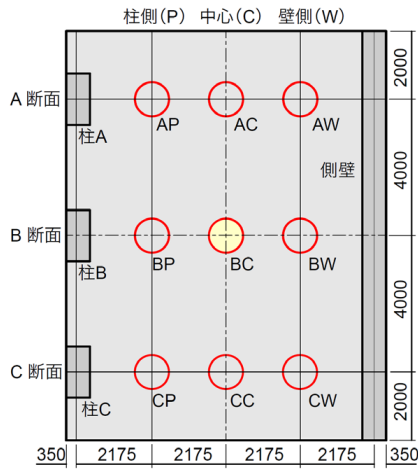 柱側(P) 中心(C) 壁側(W)
2000
A 断面
柱A
AP
AC
AW
側壁
4000
B 断面
柱B
BP
BC
BW
4000
C 断面
柱C
CP
CC
CW
2000
350 2175 2175 2175 2175 350